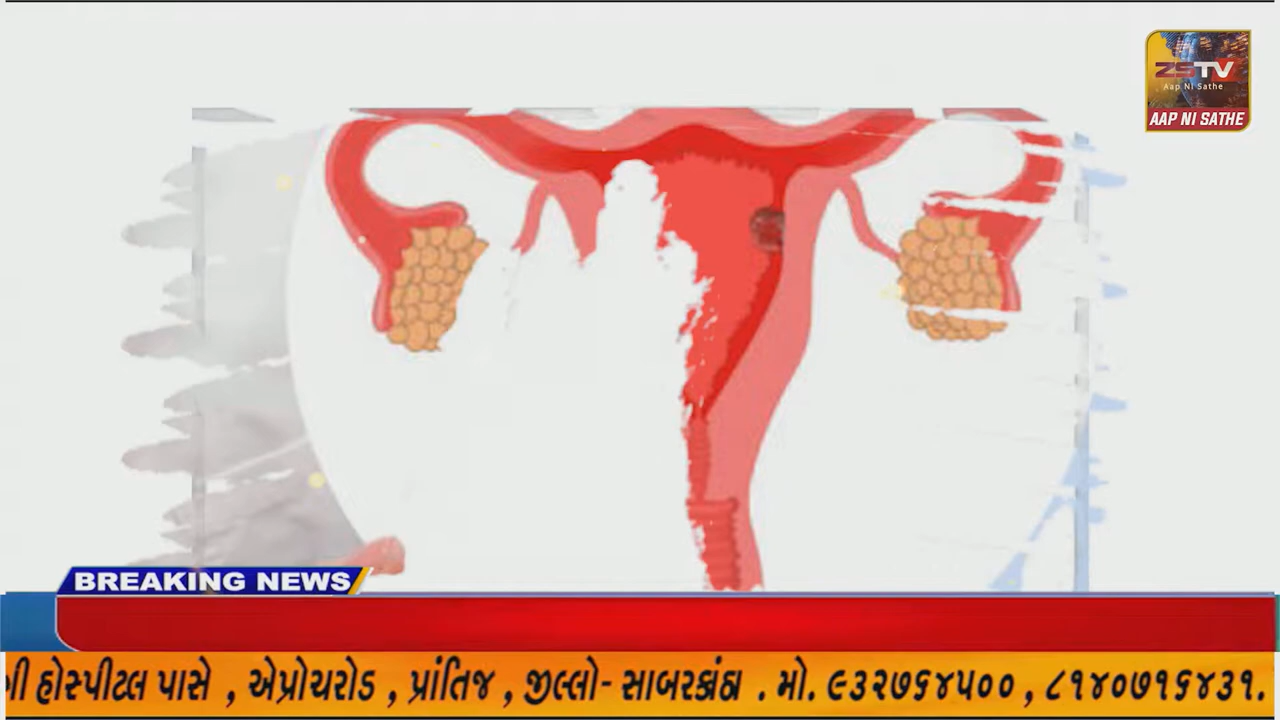 ZSTV
Aap Ni Sathe
AAP NI SATHE
BREAKING NEWS
હોસ્પીટલ પાસે , એપ્રોચરોડ , પ્રાંતિજ , જીલ્લો- સાબરકાંઠા . મો. ૯૩૨૭૬૪૫૦૦ , ૮૧૪૦૭૧૬૪૩૧.